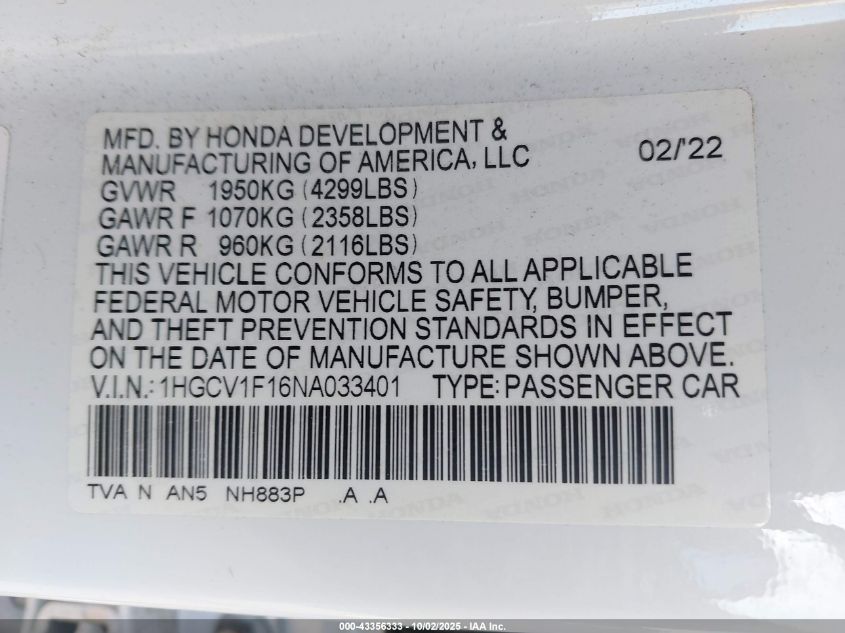 MFD. BY HONDA DEVELOPMENT &
MANUFACTURING OF AMERICA, LLC 02/'22
GVWR 1950KG (4299LBS)
GAWR F 1070KG (2358LBS)
GAWR R 960KG (2116LBS)
THIS VEHICLE CONFORMS TO ALL APPLICABLE
FEDERAL MOTOR VEHICLE SAFETY, BUMPER,
AND THEFT PREVENTION STANDARDS IN EFFECT
ON THE DATE OF MANUFACTURE SHOWN ABOVE.
V.I.N.: 1HGCV1F16NA033401 TYPE: PASSENGER CAR
TVA N AN5 NH883P .A .A
000-43356333 - 10/02/2025 - IAA Inc.